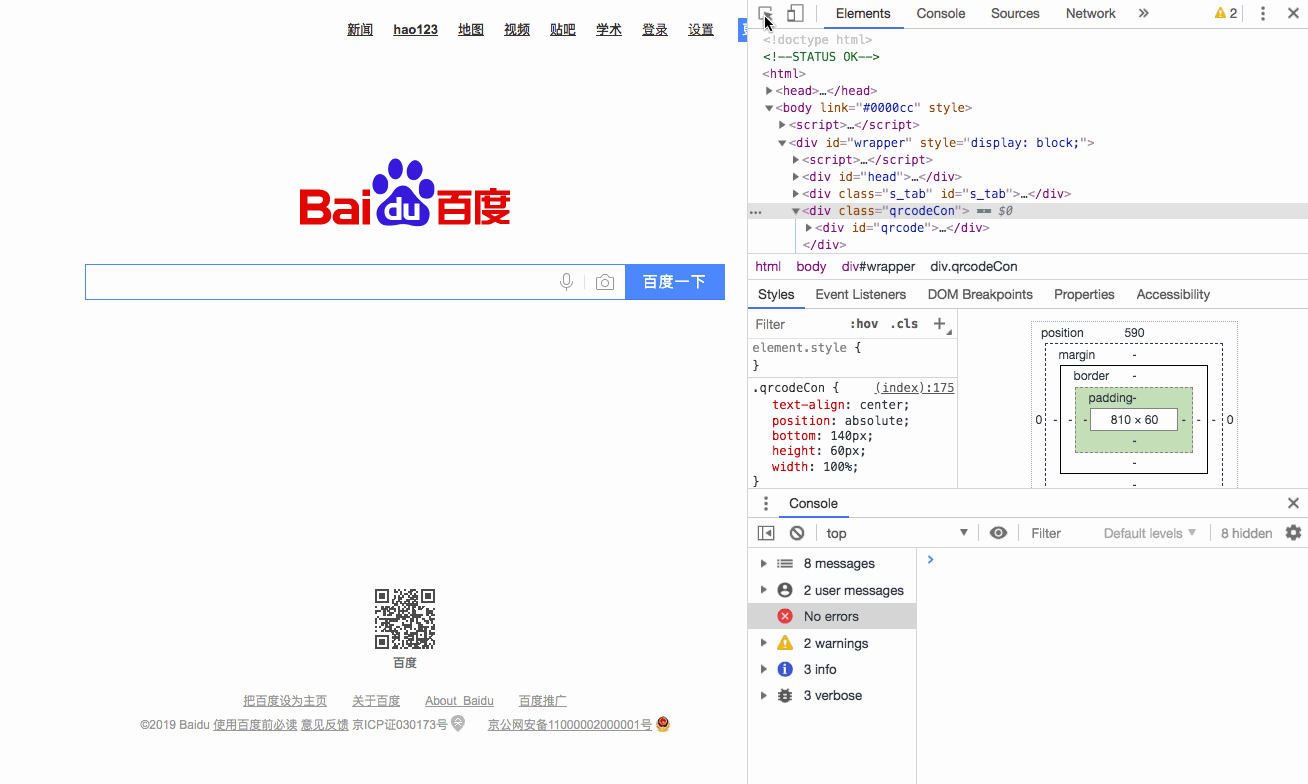 新闻 hao123 地图 视频 贴吧 学术 登录 设置
Bai du 百度
百度一下
百度
把百度设为主页 关于百度 About Baidu 百度推广
©2019 Baidu 使用百度前必读 意见反馈 京ICP证030173号 京公网安备11000002000001号
Elements Console Sources Network » 2
<!doctype html>
<!--STATUS OK-->
<html>
▶<head>…</head>
▼<body link="#0000cc" style>
▶<script>…</script>
▼<div id="wrapper" style="display: block;">
▶<script>…</script>
▶<div id="head">…</div>
▶<div class="s_tab" id="s_tab">…</div>
… ▼<div class="qrcodeCon"> == $0
▶<div id="qrcode">…</div>
</div>
html body div#wrapper div.qrcodeCon
Styles Event Listeners DOM Breakpoints Properties Accessibility
Filter :hov .cls +
element.style {
}
.qrcodeCon { (index):175
text-align: center;
position: absolute;
bottom: 140px;
height: 60px;
width: 100%;
}
position 590
margin -
border -
padding-
0 - - - 810 × 60 - - - 0
-
-
-
Console
top ▼ Filter Default levels ▼ 8 hidden
8 messages
2 user messages
No errors
2 warnings
3 info
3 verbose